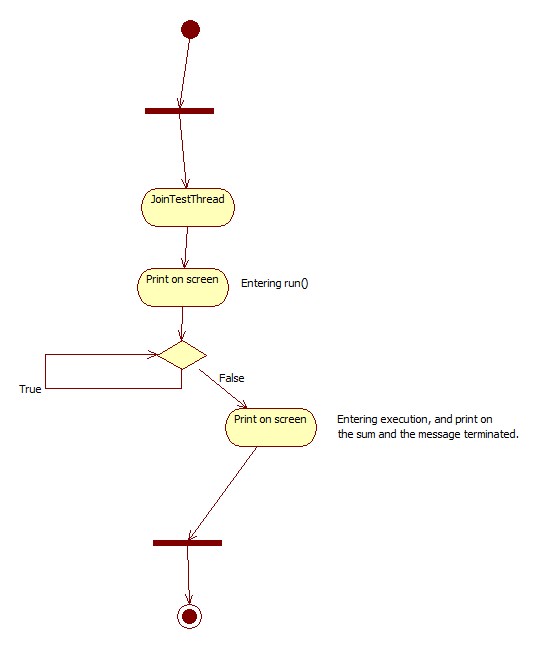 JoinTestThread
Print on screen
Entering run()
True
False
Print on screen
Entering execution, and print on
the sum and the message terminated.